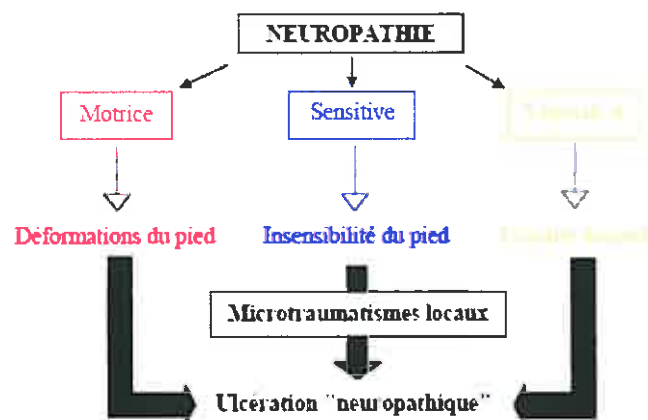 NEUROPATHIE
Motrice
Sensitive
Déformations du pied
Insensibilité du pied
Microtraumatismes locaux
Ulcération "neuropathique"